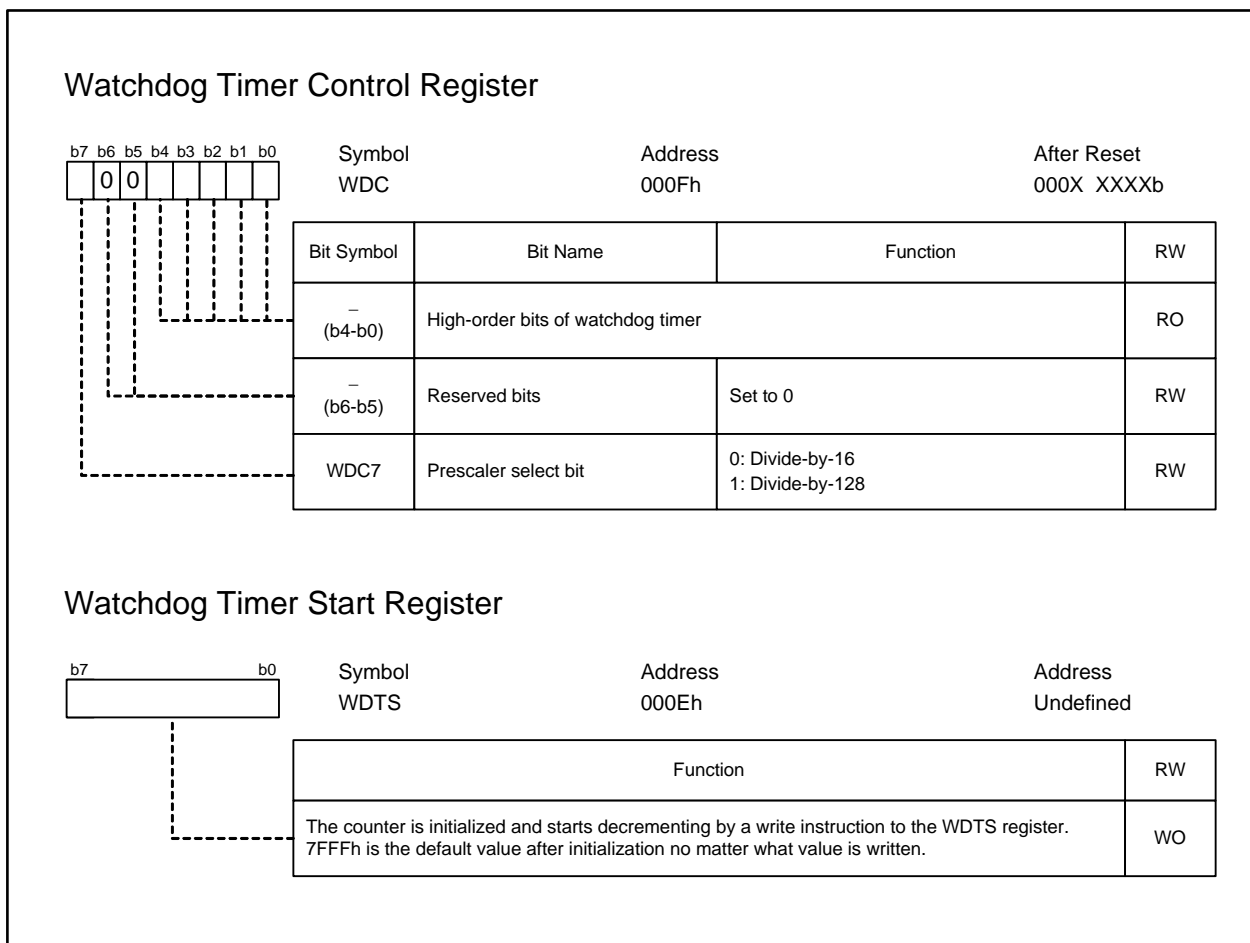 Watchdog Timer Control Register
b7 b6 b5 b4 b3 b2 b1 b0
0 0
Symbol Address After Reset
WDC 000Fh 000X XXXXb
Bit Symbol Bit Name Function RW
–
(b4-b0) High-order bits of watchdog timer RO
–
(b6-b5) Reserved bits Set to 0 RW
WDC7 Prescaler select bit 0: Divide-by-16
1: Divide-by-128 RW
Watchdog Timer Start Register
b7 b0
Symbol Address Address
WDTS 000Eh Undefined
Function RW
The counter is initialized and starts decrementing by a write instruction to the WDTS register.
7FFFh is the default value after initialization no matter what value is written. WO